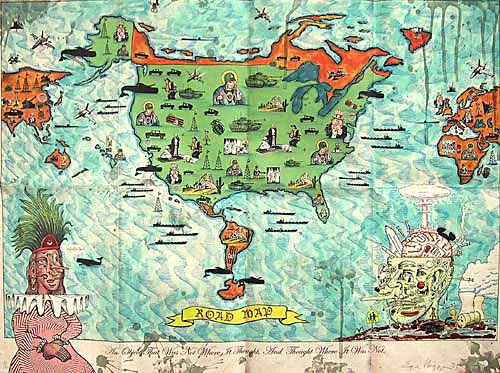 ROAD MAP
An Object That Was Not Where It Thought, And Thought Where It Was Not.